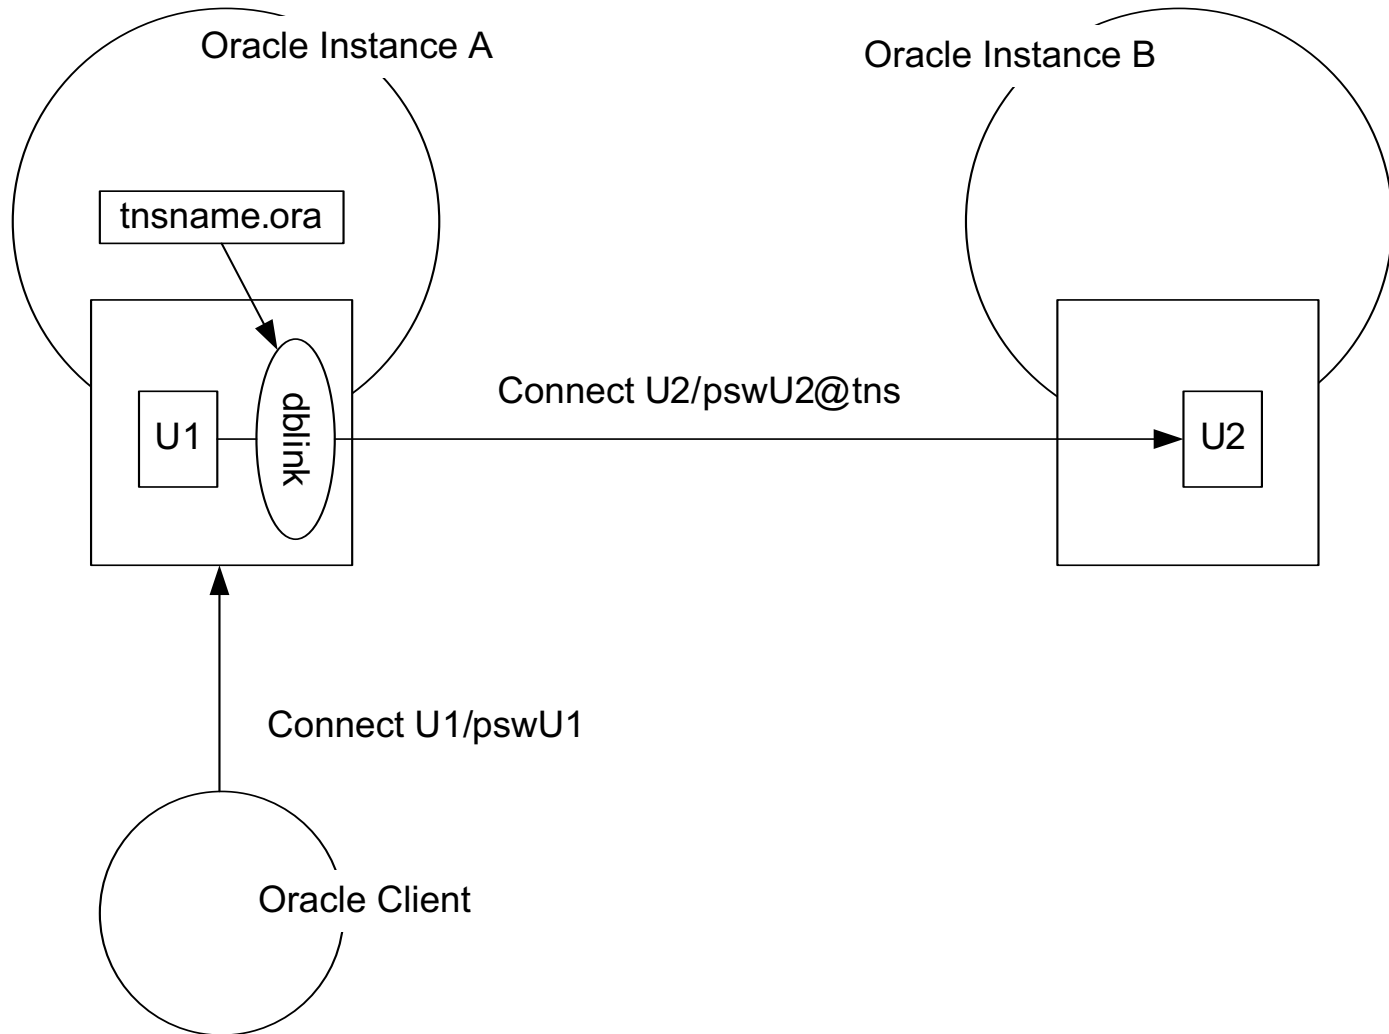 Oracle Instance A
Oracle Instance B
tnsname.ora
Connect U2/pswU2@tns
U1
dblink
U2
Connect U1/pswU1
Oracle Client